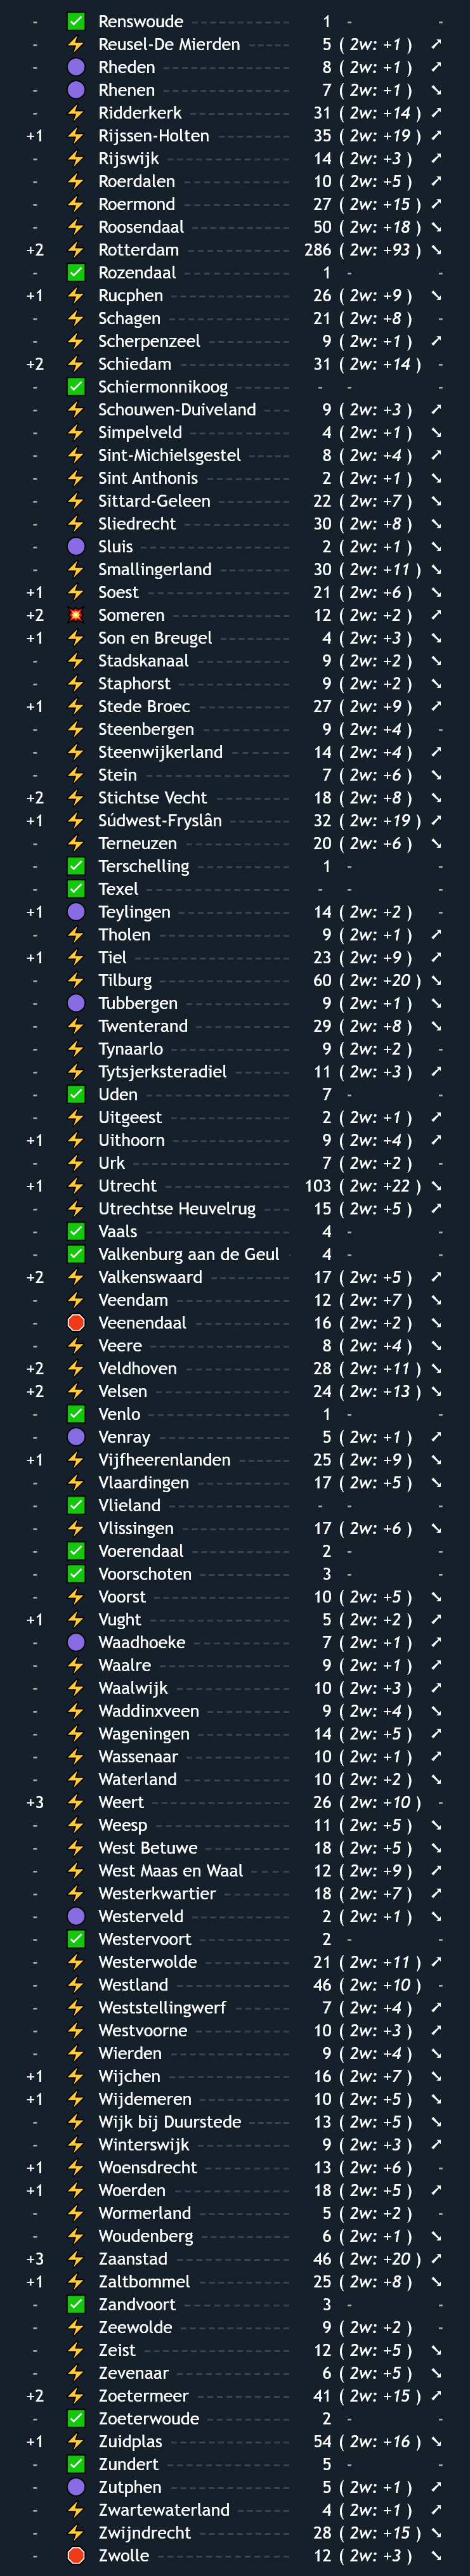 - ✅ Renswoude 1 - -
- ⚡ Reusel-De Mierden 5 ( 2w: +1 ) ➚
- 🟣 Rheden 8 ( 2w: +1 ) ➚
- 🟣 Rhenen 7 ( 2w: +1 ) ➘
- ⚡ Ridderkerk 31 ( 2w: +14 ) ➚
+1 ⚡ Rijssen-Holten 35 ( 2w: +19 ) ➚
- ⚡ Rijswijk 14 ( 2w: +3 ) ➚
- ⚡ Roerdalen 10 ( 2w: +5 ) ➚
- ⚡ Roermond 27 ( 2w: +15 ) ➚
- ⚡ Roosendaal 50 ( 2w: +18 ) ➘
+2 ⚡ Rotterdam 286 ( 2w: +93 ) ➘
- ✅ Rozendaal 1 - -
+1 ⚡ Rucphen 26 ( 2w: +9 ) ➘
- ⚡ Schagen 21 ( 2w: +8 ) -
- ⚡ Scherpenzeel 9 ( 2w: +1 ) ➚
+2 ⚡ Schiedam 31 ( 2w: +14 ) -
- ✅ Schiermonnikoog - - -
- ⚡ Schouwen-Duiveland 9 ( 2w: +3 ) ➚
- ⚡ Simpelveld 4 ( 2w: +1 ) ➘
- ⚡ Sint-Michielsgestel 8 ( 2w: +4 ) ➚
- ⚡ Sint Anthonis 2 ( 2w: +1 ) ➘
- ⚡ Sittard-Geleen 22 ( 2w: +7 ) ➘
- ⚡ Sliedrecht 30 ( 2w: +8 ) ➘
- 🟣 Sluis 2 ( 2w: +1 ) ➘
- ⚡ Smallingerland 30 ( 2w: +11 ) ➘
+1 ⚡ Soest 21 ( 2w: +6 ) ➘
+2 💥 Someren 12 ( 2w: +2 ) ➚
+1 ⚡ Son en Breugel 4 ( 2w: +3 ) ➘
- ⚡ Stadskanaal 9 ( 2w: +2 ) ➘
- ⚡ Staphorst 9 ( 2w: +2 ) ➘
+1 ⚡ Stede Broec 27 ( 2w: +9 ) ➚
- ⚡ Steenbergen 9 ( 2w: +4 ) -
- ⚡ Steenwijkerland 14 ( 2w: +4 ) ➚
- ⚡ Stein 7 ( 2w: +6 ) ➘
+2 ⚡ Stichtse Vecht 18 ( 2w: +8 ) ➘
+1 ⚡ Súdwest-Fryslân 32 ( 2w: +19 ) ➚
- ⚡ Terneuzen 20 ( 2w: +6 ) ➘
- ✅ Terschelling 1 - -
- ✅ Texel - - -
+1 🟣 Teylingen 14 ( 2w: +2 ) -
- ⚡ Tholen 9 ( 2w: +1 ) ➚
+1 ⚡ Tiel 23 ( 2w: +9 ) ➚
- ⚡ Tilburg 60 ( 2w: +20 ) ➘
- 🟣 Tubbergen 9 ( 2w: +1 ) ➘
- ⚡ Twenterand 29 ( 2w: +8 ) ➘
- ⚡ Tynaarlo 9 ( 2w: +2 ) -
- ⚡ Tytsjerksteradiel 11 ( 2w: +3 ) ➚
- ✅ Uden 7 - -
- ⚡ Uitgeest 2 ( 2w: +1 ) ➚
+1 ⚡ Uithoorn 9 ( 2w: +4 ) ➚
- ⚡ Urk 7 ( 2w: +2 ) -
+1 ⚡ Utrecht 103 ( 2w: +22 ) ➘
- ⚡ Utrechtse Heuvelrug 15 ( 2w: +5 ) ➚
- ✅ Vaals 4 - -
- ✅ Valkenburg aan de Geul 4 - -
+2 ⚡ Valkenswaard 17 ( 2w: +5 ) ➚
- ⚡ Veendam 12 ( 2w: +7 ) ➘
- 🛑 Veenendaal 16 ( 2w: +2 ) ➘
- ⚡ Veere 8 ( 2w: +4 ) ➘
+2 ⚡ Veldhoven 28 ( 2w: +11 ) ➘
+2 ⚡ Velsen 24 ( 2w: +13 ) ➘
- ✅ Venlo 1 - -
- 🟣 Venray 5 ( 2w: +1 ) ➚
+1 ⚡ Vijfheerenlanden 25 ( 2w: +9 ) ➘
- ⚡ Vlaardingen 17 ( 2w: +5 ) ➘
- ✅ Vlieland - - -
- ⚡ Vlissingen 17 ( 2w: +6 ) ➘
- ✅ Voerendaal 2 - -
- ✅ Voorschoten 3 - -
- ⚡ Voorst 10 ( 2w: +5 ) ➘
+1 ⚡ Vught 5 ( 2w: +2 ) ➚
- 🟣 Waadhoeke 7 ( 2w: +1 ) ➚
- ⚡ Waalre 9 ( 2w: +1 ) ➚
- ⚡ Waalwijk 10 ( 2w: +3 ) ➚
- ⚡ Waddinxveen 9 ( 2w: +4 ) ➘
- ⚡ Wageningen 14 ( 2w: +5 ) ➚
- ⚡ Wassenaar 10 ( 2w: +1 ) ➚
- ⚡ Waterland 10 ( 2w: +2 ) ➘
+3 ⚡ Weert 26 ( 2w: +10 ) -
- ⚡ Weesp 11 ( 2w: +5 ) ➘
- ⚡ West Betuwe 18 ( 2w: +5 ) ➘
- ⚡ West Maas en Waal 12 ( 2w: +9 ) ➚
- ⚡ Westerkwartier 18 ( 2w: +7 ) ➚
- 🟣 Westerveld 2 ( 2w: +1 ) ➘
- ✅ Westervoort 2 - -
- ⚡ Westerwolde 21 ( 2w: +11 ) ➚
- ⚡ Westland 46 ( 2w: +10 ) -
- ⚡ Weststellingwerf 7 ( 2w: +4 ) ➚
- ⚡ Westvoorne 10 ( 2w: +3 ) ➚
- ⚡ Wierden 9 ( 2w: +4 ) ➘
+1 ⚡ Wijchen 16 ( 2w: +7 ) ➘
+1 ⚡ Wijdemeren 10 ( 2w: +5 ) ➘
- ⚡ Wijk bij Duurstede 13 ( 2w: +5 ) ➘
- ⚡ Winterswijk 9 ( 2w: +3 ) ➚
+1 ⚡ Woensdrecht 13 ( 2w: +6 ) -
+1 ⚡ Woerden 18 ( 2w: +5 ) ➚
- ⚡ Wormerland 5 ( 2w: +2 ) -
- ⚡ Woudenberg 6 ( 2w: +1 ) ➘
+3 ⚡ Zaanstad 46 ( 2w: +20 ) ➚
+1 ⚡ Zaltbommel 25 ( 2w: +8 ) ➘
- ✅ Zandvoort 3 - -
- ⚡ Zeewolde 9 ( 2w: +2 ) -
- ⚡ Zeist 12 ( 2w: +5 ) ➘
- ⚡ Zevenaar 6 ( 2w: +5 ) ➘
+2 ⚡ Zoetermeer 41 ( 2w: +15 ) ➚
- ✅ Zoeterwoude 2 - -
+1 ⚡ Zuidplas 54 ( 2w: +16 ) ➘
- ✅ Zundert 5 - -
- 🟣 Zutphen 5 ( 2w: +1 ) ➚
- ⚡ Zwartewaterland 4 ( 2w: +1 ) ➚
- ⚡ Zwijndrecht 28 ( 2w: +15 ) ➘
- 🛑 Zwolle 12 ( 2w: +3 ) ➘